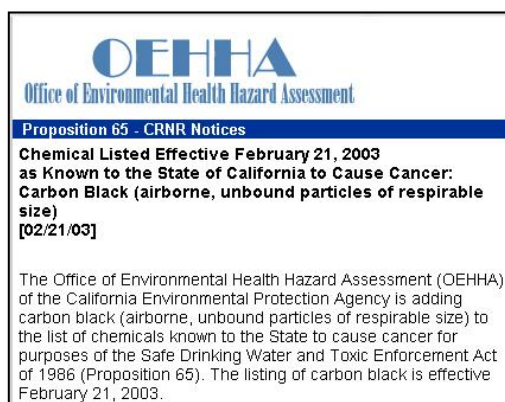 OEHHA
Office of Environmental Health Hazard Assessment
Proposition 65 - CRNR Notices
Chemical Listed Effective February 21, 2003
as Known to the State of California to Cause Cancer:
Carbon Black (airborne, unbound particles of respirable
size)
[02/21/03]
The Office of Environmental Health Hazard Assessment (OEHHA)
of the California Environmental Protection Agency is adding
carbon black (airborne, unbound particles of respirable size) to
the list of chemicals known to the State to cause cancer for
purposes of the Safe Drinking Water and Toxic Enforcement Act
of 1986 (Proposition 65). The listing of carbon black is effective
February 21, 2003.